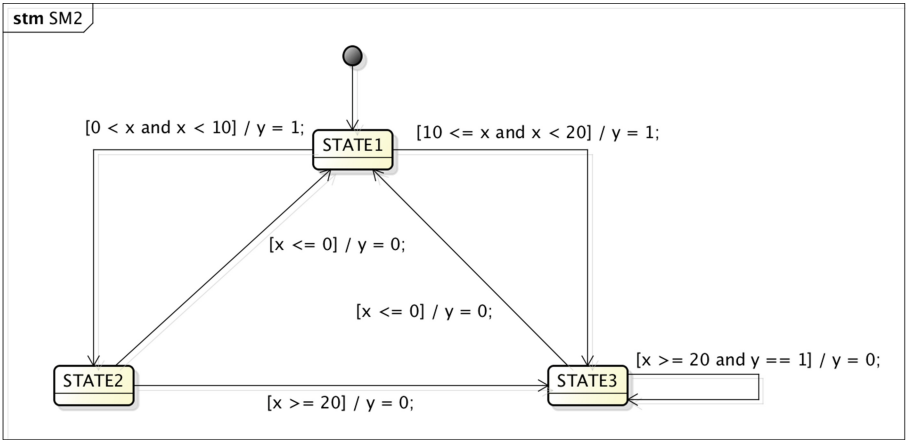 stm SM2
[0 < x and x < 10] / y = 1;
[10 <= x and x < 20] / y = 1;
STATE1
[x <= 0] / y = 0;
[x <= 0] / y = 0;
[x >= 20 and y == 1] / y = 0;
STATE2
STATE3
[x >= 20] / y = 0;